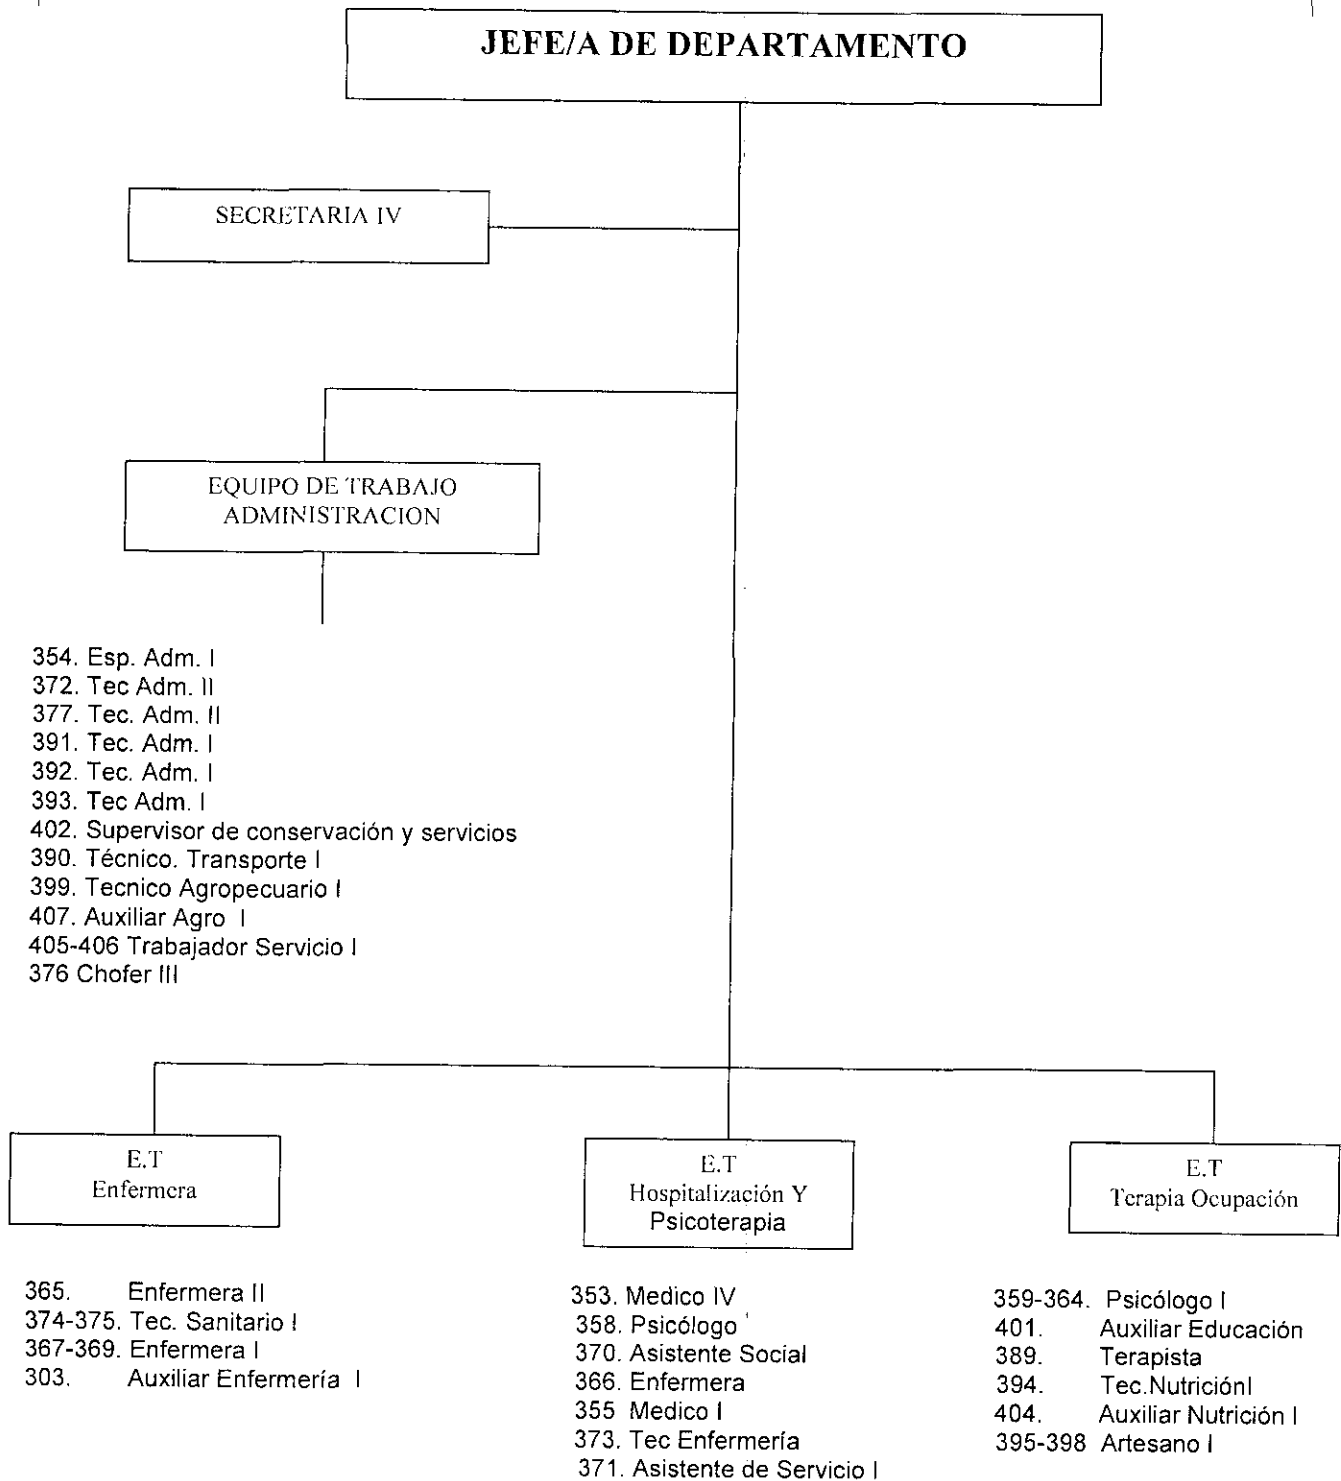 JEFE/A DE DEPARTAMENTO
SECRETARIA IV
EQUIPO DE TRABAJO
ADMINISTRACION
354. Esp. Adm. I
372. Tec Adm. II
377. Tec. Adm. II
391. Tec. Adm. I
392. Tec. Adm. I
393. Tec Adm. I
402. Supervisor de conservación y servicios
390. Técnico. Transporte I
399. Tecnico Agropecuario I
407. Auxiliar Agro I
405-406 Trabajador Servicio I
376 Chofer III
E.T
Enfermera
365. Enfermera II
374-375. Tec. Sanitario I
367-369. Enfermera I
303. Auxiliar Enfermería I
E.T
Hospitalización Y
Psicoterapia
353. Medico IV
358. Psicólogo
370. Asistente Social
366. Enfermera
355 Medico I
373. Tec Enfermería
371. Asistente de Servicio I
E.T
Terapia Ocupación
359-364. Psicólogo I
401. Auxiliar Educación
389. Terapista
394. Tec.NutriciónI
404. Auxiliar Nutrición I
395-398 Artesano I